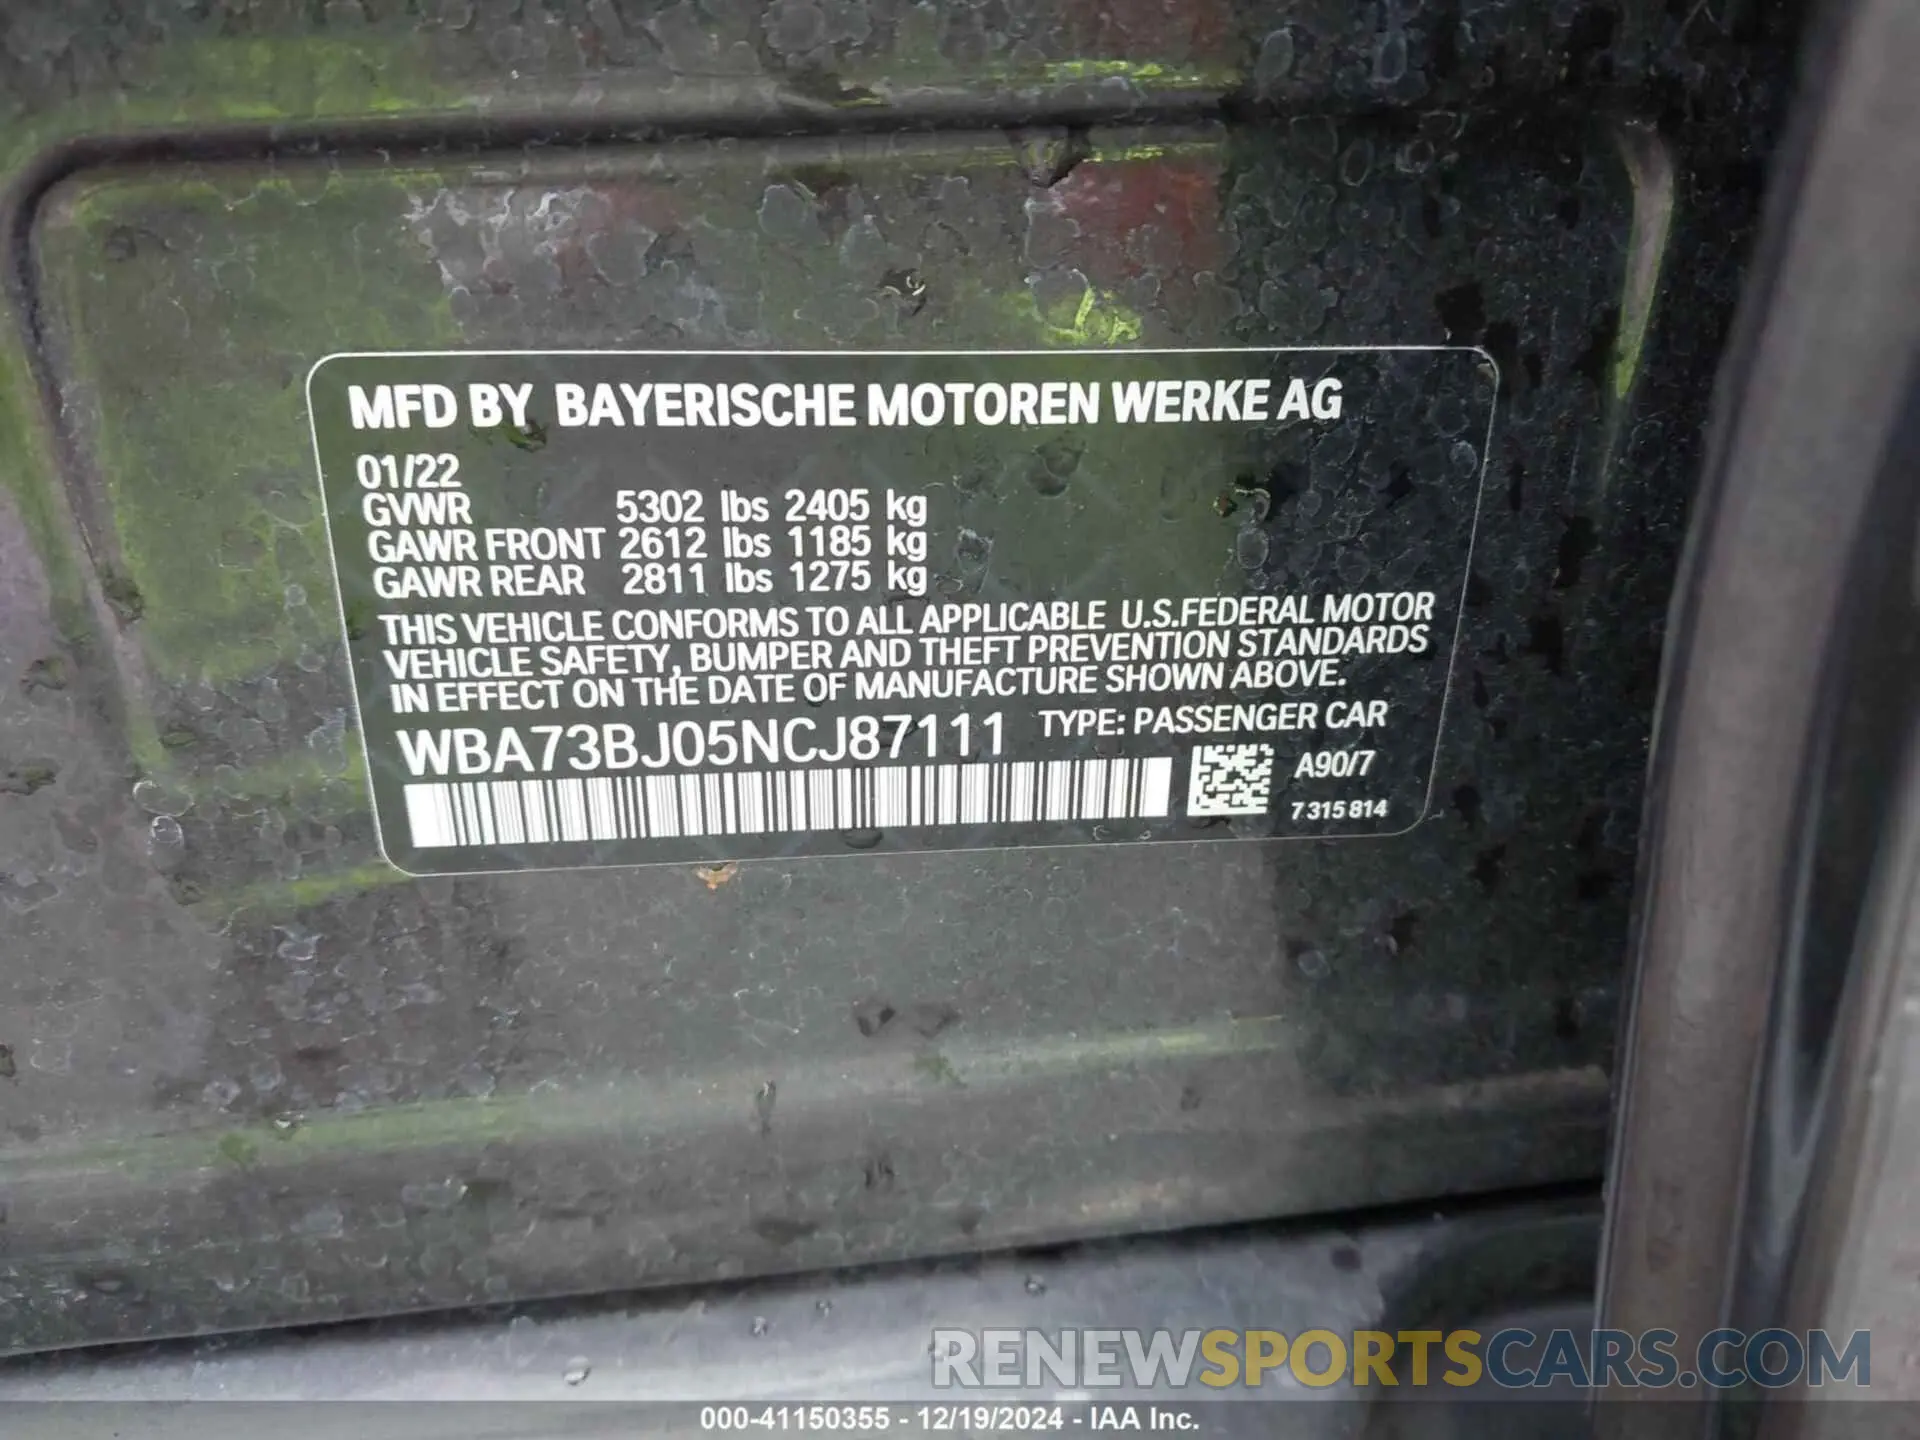 MFD BY BAYERISCHE MOTOREN WERKE AG
01/22
GVWR 5302 lbs 2405 kg
GAWR FRONT 2612 lbs 1185 kg
GAWR REAR 2811 lbs 1275 kg
THIS VEHICLE CONFORMS TO ALL APPLICABLE U.S.FEDERAL MOTOR
VEHICLE SAFETY, BUMPER AND THEFT PREVENTION STANDARDS
IN EFFECT ON THE DATE OF MANUFACTURE SHOWN ABOVE.
WBA73BJ05NCJ87111 TYPE: PASSENGER CAR
A90/7
7 315 814
RENEWSPORTSCARS.COM
000-41150355 - 12/19/2024 - IAA Inc.